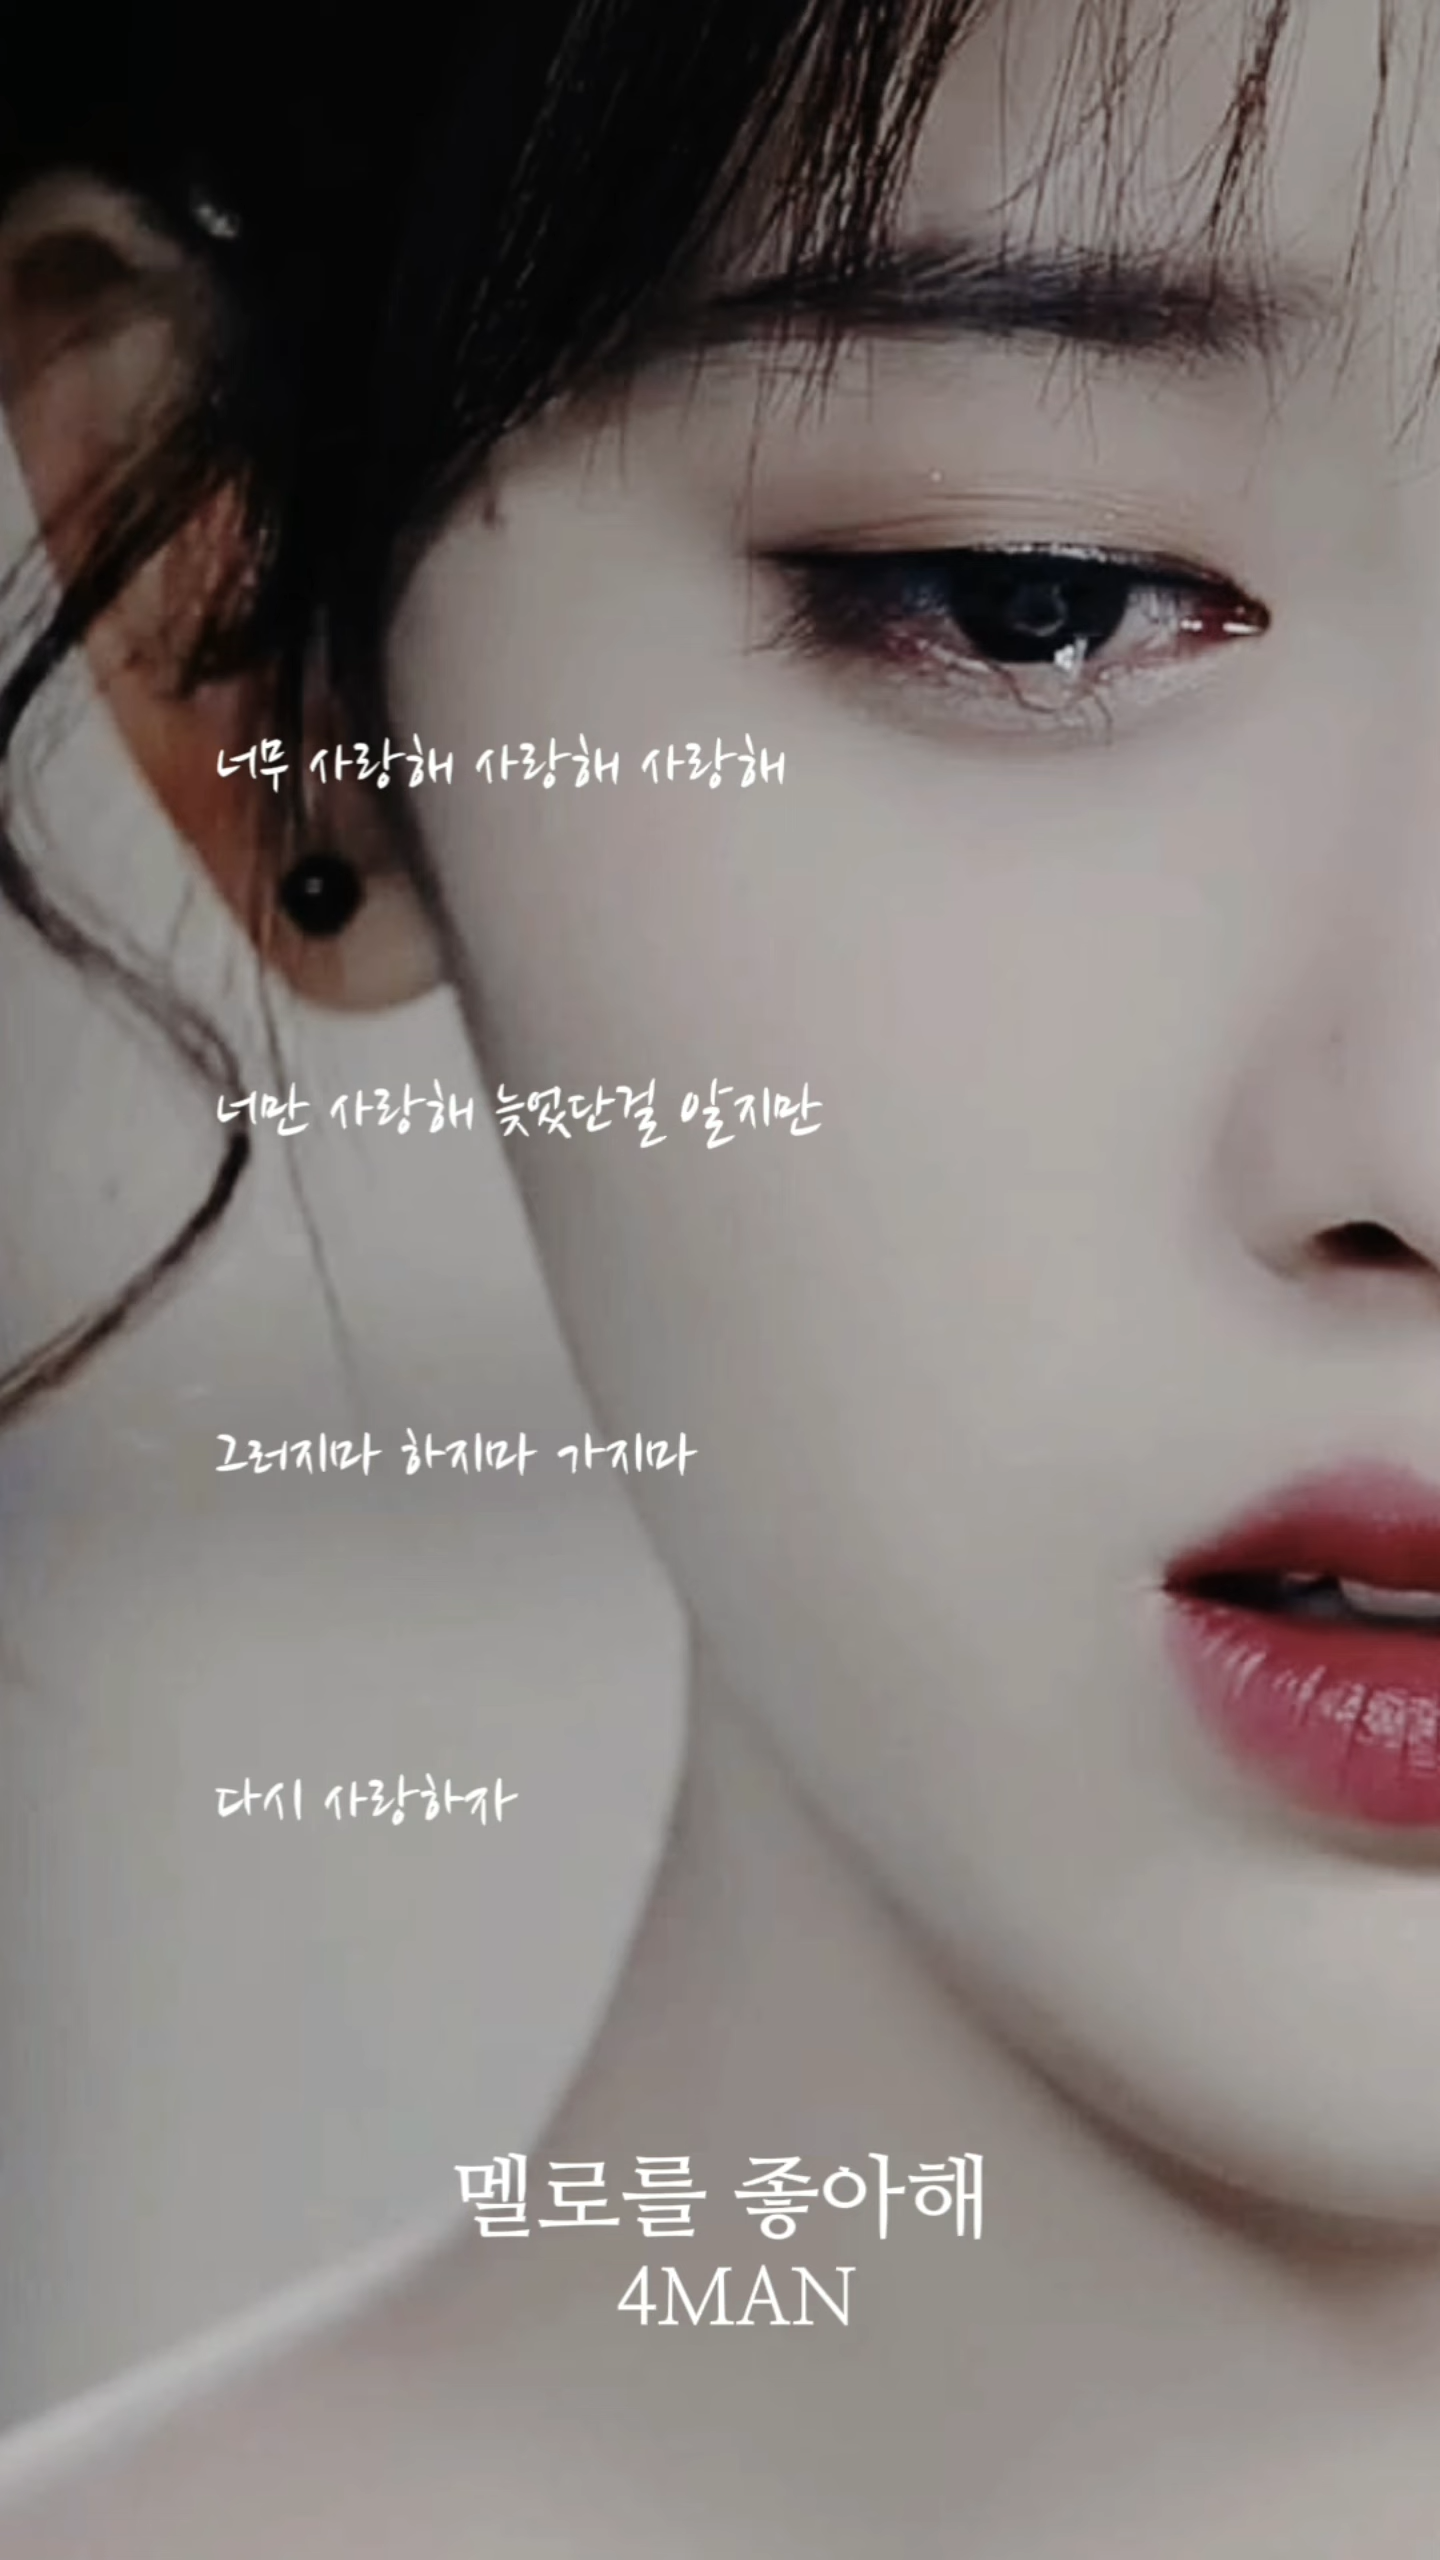 너무 사랑해 사랑해 사랑해
너만 사랑해 늦었단걸 알지만
그러지마 하지마 가지마
다시 사랑하자
멜로를 좋아해
4MAN